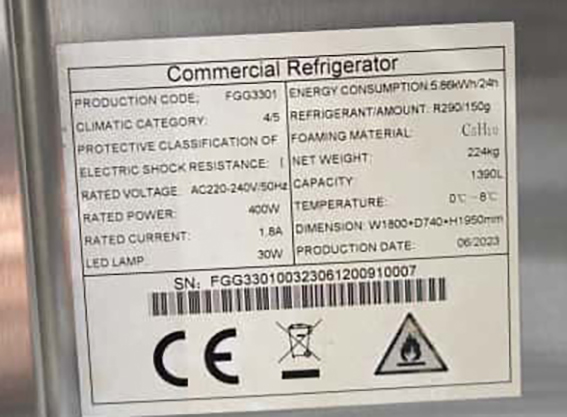 Commercial Refrigerator
PRODUCTION CODE: FGG3301
CLIMATIC CATEGORY: 4/5
PROTECTIVE CLASSIFICATION OF
ELECTRIC SHOCK RESISTANCE: I
RATED VOLTAGE: AC220-240V/50Hz
RATED POWER: 400W
RATED CURRENT: 1.8A
LED LAMP: 30W
ENERGY CONSUMPTION:5.86kWh/24h
REFRIGERANT/AMOUNT: R290/150g
FOAMING MATERIAL: C5H10
NET WEIGHT: 224kg
CAPACITY: 1390L
TEMPERATURE: 0℃ ~8℃
DIMENSION: W1800*D740*H1950mm
PRODUCTION DATE: 06/2023
SN: FGG330100323061200910007
CE